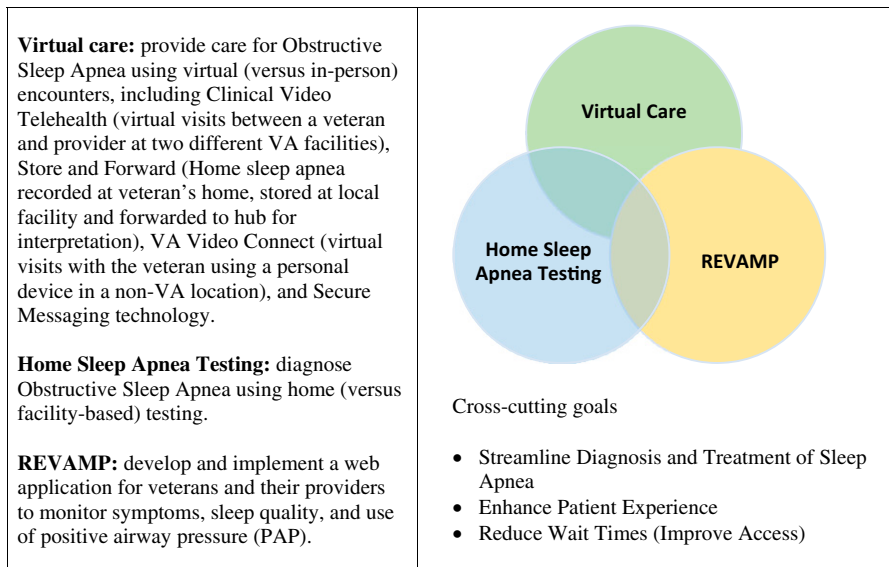 Virtual care: provide care for Obstructive
Sleep Apnea using virtual (versus in-person)
encounters, including Clinical Video
Telehealth (virtual visits between a veteran
and provider at two different VA facilities),
Store and Forward (Home sleep apnea
recorded at veteran’s home, stored at local
facility and forwarded to hub for
interpretation), VA Video Connect (virtual
visits with the veteran using a personal
device in a non-VA location), and Secure
Messaging technology.
Home Sleep Apnea Testing: diagnose
Obstructive Sleep Apnea using home (versus
facility-based) testing.
REVAMP: develop and implement a web
application for veterans and their providers
to monitor symptoms, sleep quality, and use
of positive airway pressure (PAP).
Virtual Care
Home Sleep
Apnea Testing
REVAMP
Cross-cutting goals
• Streamline Diagnosis and Treatment of Sleep
Apnea
• Enhance Patient Experience
• Reduce Wait Times (Improve Access)